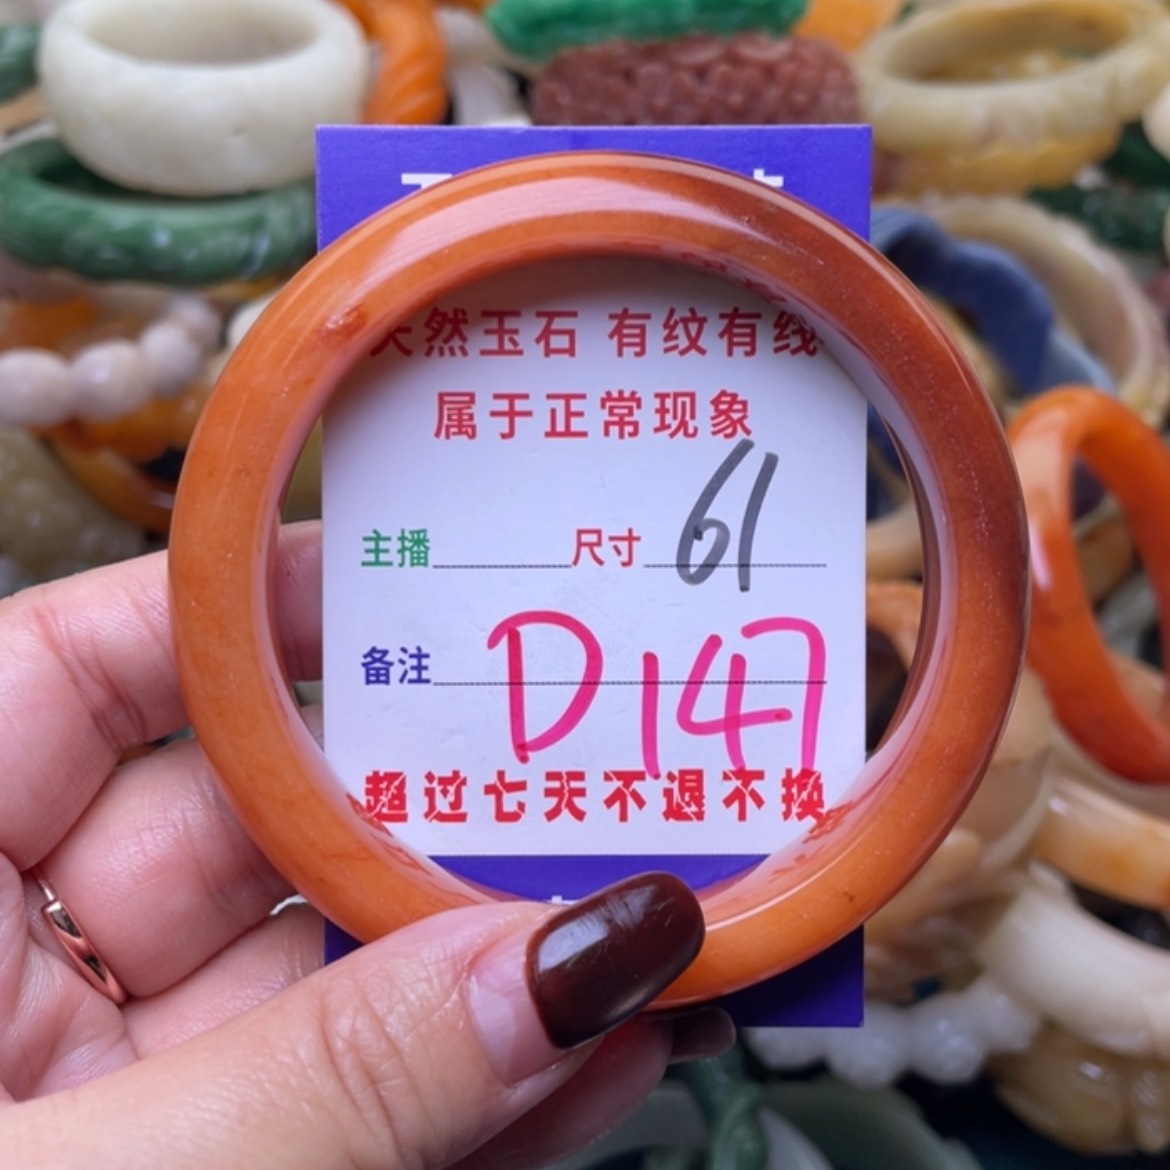 天然玉石 有纹有线
属于正常现象
主播 尺寸 61
备注 D147
超过七天不退不换